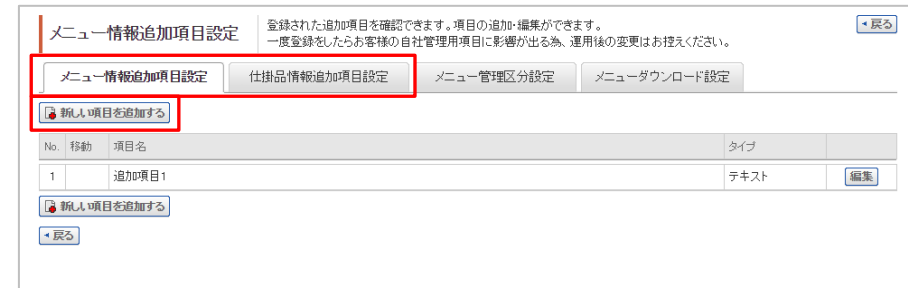 メニュー情報追加項目設定
登録された追加項目を確認できます。項目の追加・編集ができます。
一度登録をしたらお客様の自社管理用項目に影響が出る為、運用後の変更はお控えください。
戻る
メニュー情報追加項目設定 仕掛品情報追加項目設定 メニュー管理区分設定 メニューダウンロード設定
新しい項目を追加する
No. 移動 項目名 タイプ
1 追加項目1 テキスト 編集
新しい項目を追加する
戻る